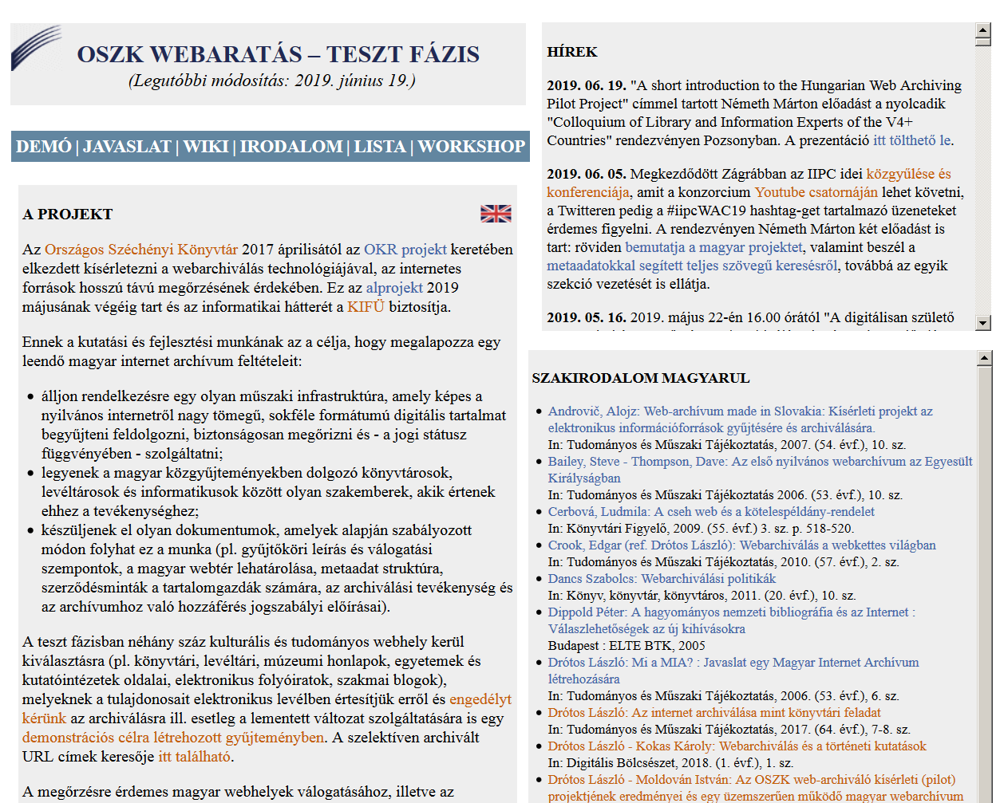 OSZK WEBARATÁS – TESZT FÁZIS
(Legutóbbi módosítás: 2019. június 19.)
DEMÓ | JAVASLAT | WIKI | IRODALOM | LISTA | WORKSHOP
A PROJEKT
Az Országos Széchényi Könyvtár 2017 áprilisától az OKR projekt keretében
elkezdett kísérletezni a webarchiválás technológiájával, az internetes
források hosszú távú megőrzésének érdekében. Ez az alprojekt 2019
májusának végéig tart és az informatikai hátterét a KIFÜ biztosítja.
Ennek a kutatási és fejlesztési munkának az a célja, hogy megalapozza egy
leendő magyar internet archívum feltételeit:
• álljon rendelkezésre egy olyan műszaki infrastruktúra, amely képes a
nyilvános internetről nagy tömegű, sokféle formátumú digitális tartalmat
begyűjteni feldolgozni, biztonságosan megőrizni és - a jogi státusz
függvényében - szolgáltatni;
• legyenek a magyar közgyűjteményekben dolgozó könyvtárosok,
levéltárosok és informatikusok között olyan szakemberek, akik értenek
ehhez a tevékenységhez;
• készüljenek el olyan dokumentumok, amelyek alapján szabályozott
módon folyhat ez a munka (pl. gyűjtőköri leírás és válogatási
szempontok, a magyar webtér lehatárolása, metaadat struktúra,
szerződésminták a tartalomgazdák számára, az archiválási tevékenység és
az archívumhoz való hozzáférés jogszabályi előírásai).
A teszt fázisban néhány száz kulturális és tudományos webhely kerül
kiválasztásra (pl. könyvtári, levéltári, múzeumi honlapok, egyetemek és
kutatóintézetek oldalai, elektronikus folyóiratok, szakmai blogok),
melyeknek a tulajdonosait elektronikus levélben értesítjük erről és engedélyt
kérünk az archiválásra ill. esetleg a lementett változat szolgáltatására is egy
demonstrációs célra létrehozott gyűjteményben. A szelektíven archivált
URL címek keresője itt található.
A megőrzésre érdemes magyar webhelyek válogatásához, illetve az
HÍREK
2019. 06. 19. "A short introduction to the Hungarian Web Archiving
Pilot Project" címmel tartott Németh Márton előadást a nyolcadik
"Colloquium of Library and Information Experts of the V4+
Countries" rendezvényen Pozsonyban. A prezentáció itt tölthető le.
2019. 06. 05. Megkezdődött Zágrábban az IIPC idei közgyűlése és
konferenciája, amit a konzorcium Youtube csatornáján lehet követni,
a Twitteren pedig a #iipcWAC19 hashtag-get tartalmazó üzeneteket
érdemes figyelni. A rendezvényen Németh Márton két előadást is
tart: röviden bemutatja a magyar projektet, valamint beszél a
metaadatokkal segített teljes szövegű keresésről, továbbá az egyik
szekció vezetését is ellátja.
2019. 05. 16. 2019. május 22-én 16.00 órától "A digitálisan születő
SZAKIRODALOM MAGYARUL
• Androvič, Alojz: Web-archívum made in Slovakia: Kísérleti projekt az
elektronikus információforrások gyűjtésére és archiválására.
In: Tudományos és Műszaki Tájékoztatás, 2007. (54. évf.), 10. sz.
• Bailey, Steve - Thompson, Dave: Az első nyilvános webarchívum az Egyesült
Királyságban
In: Tudományos és Műszaki Tájékoztatás 2006. (53. évf.), 10. sz.
• Cerbová, Ludmila: A cseh web és a kötelespéldány-rendelet
In: Könyvtári Figyelő, 2009. (55. évf.) 3. sz. p. 518-520.
• Crook, Edgar (ref. Drótos László): Webarchiválás a webkettes világban
In: Tudományos és Műszaki Tájékoztatás, 2010. (57. évf.), 2. sz.
• Dancs Szabolcs: Webarchiválási politikák
In: Könyv, könyvtár, könyvtáros, 2011. (20. évf.), 10. sz.
• Dippold Péter: A hagyományos nemzeti bibliográfia és az Internet :
Válaszlehetőségek az új kihívásokra
Budapest : ELTE BTK, 2005
• Drótos László: Mi a MIA? : Javaslat egy Magyar Internet Archívum
létrehozására
In: Tudományos és Műszaki Tájékoztatás, 2006. (53. évf.), 6. sz.
• Drótos László: Az internet archiválása mint könyvtári feladat
In: Tudományos és Műszaki Tájékoztatás, 2017. (64. évf.), 7-8. sz.
• Drótos László - Kokas Károly: Webarchiválás és a történeti kutatások
In: Digitális Bölcsészet, 2018. (1. évf.), 1. sz.
• Drótos László - Moldován István: Az OSZK web-archiváló kísérleti (pilot)
projektjének eredményei és egy üzemszerűen működő magyar webarchívum